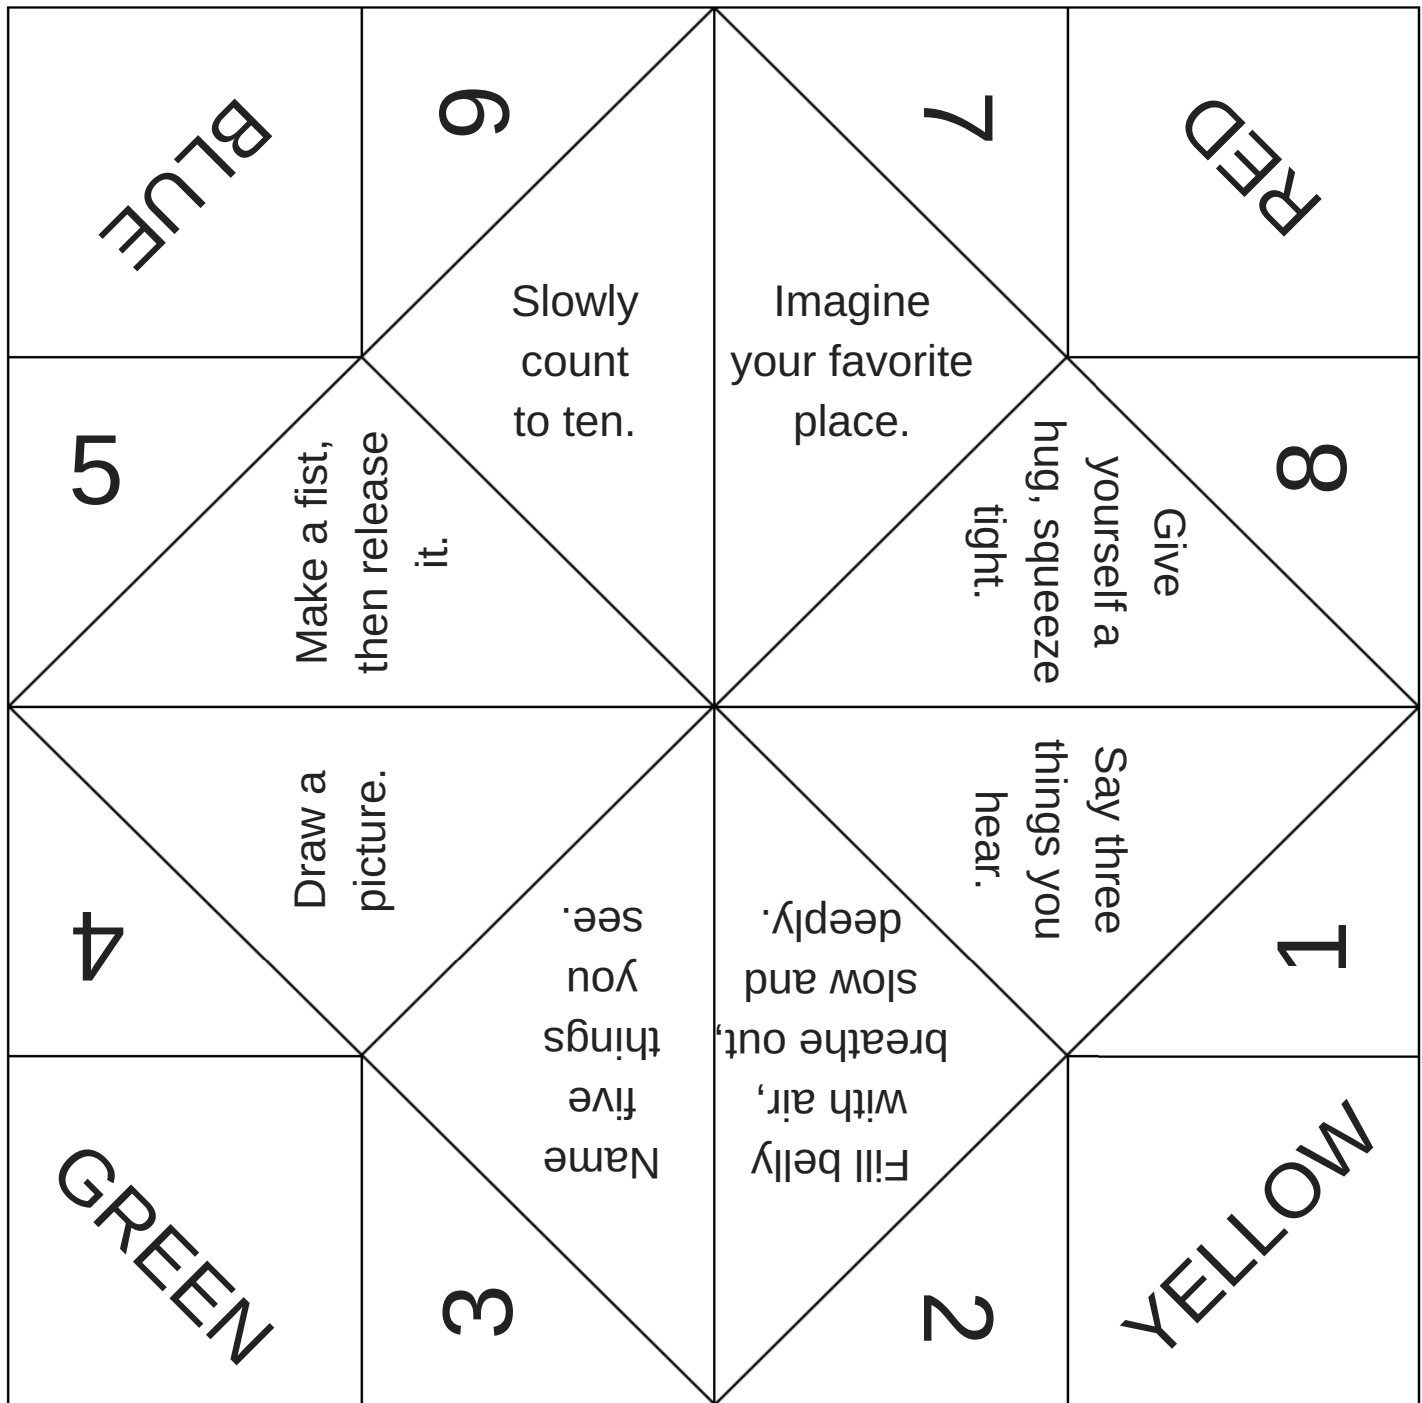 BLUE
6
7
RED
Slowly
count
to ten.
Imagine
your favorite
place.
5
Make a fist,
then release
it.
Give
yourself a
hug, squeeze
tight.
8
Draw a
picture.
4
Say three
things you
hear.
1
Name
five
things
you
see.
Fill belly
with air,
breathe out,
slow and
deeply.
GREEN
3
2
YELLOW